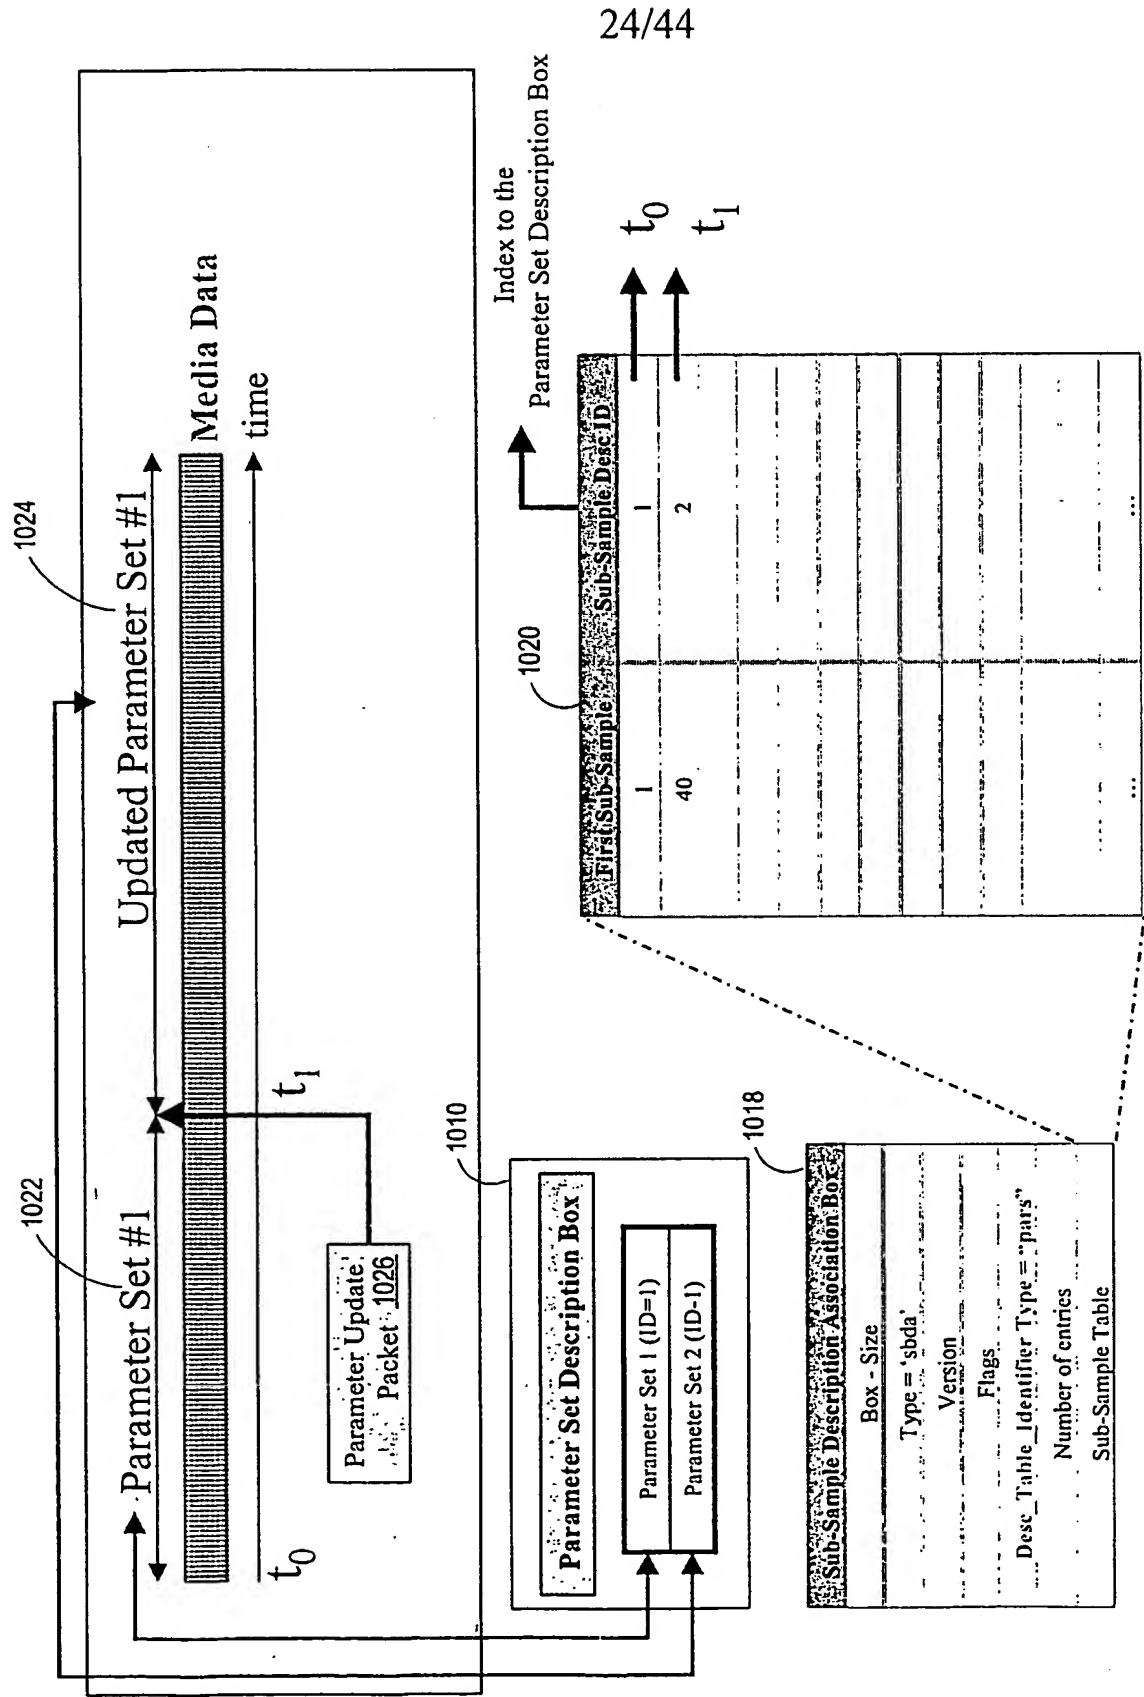 24/44
1022
Parameter Set #1
1024
Updated Parameter Set #1
Media Data
time
t0
t1
Parameter Update
Packet 1026
1010
Parameter Set Description Box
Parameter Set 1 (ID=1)
Parameter Set 2 (ID-1)
1018
Sub-Sample Description Association Box
Box - Size
Type = 'sbda'
Version
Flags
Desc_Table_Identifier Type = "pars"
Number of entries
Sub-Sample Table
1020
First Sub-Sample
Sub-Sample Desc ID
1
1
40
2
...
...
Index to the
Parameter Set Description Box
t0
t1